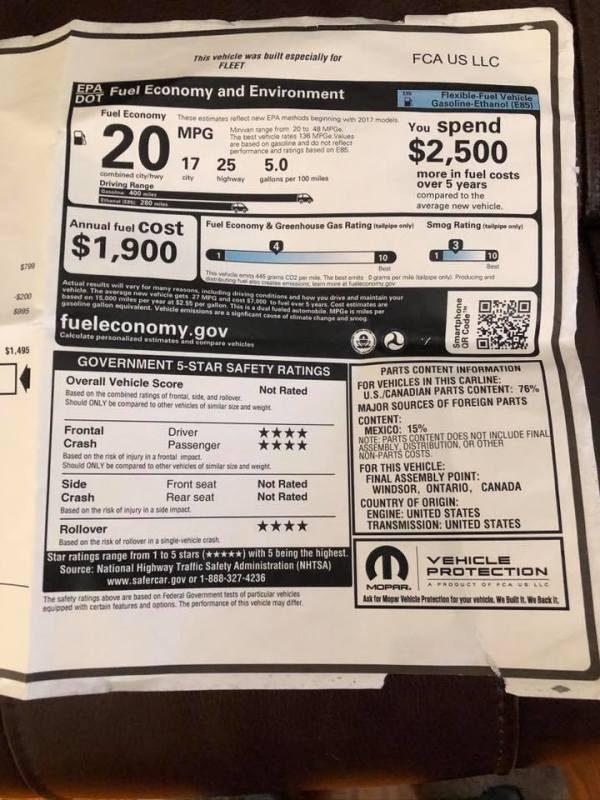 This vehicle was built especially for
FLEET
FCA US LLC
EPA
DOT
Fuel Economy and Environment
E85
Flexible-Fuel Vehicle
Gasoline-Ethanol (E85)
Fuel Economy
These estimates reflect new EPA methods beginning with 2017 models.
20
MPG
Minivan range from 20 to 48 MPGe.
The best vehicle rates 136 MPGe. Values
are based on gasoline and do not reflect
performance and ratings based on E85.
17 25 5.0
combined city/hwy city highway gallons per 100 miles
Driving Range
Gasoline 400 miles
Ethanol (E85) 280 miles
You spend
$2,500
more in fuel costs
over 5 years
compared to the
average new vehicle.
Annual fuel cost
$1,900
Fuel Economy & Greenhouse Gas Rating (tailpipe only)
1 4 10
Best
Smog Rating (tailpipe only)
1 3 10
Best
This vehicle emits 445 grams CO2 per mile. The best emits 0 grams per mile (tailpipe only). Producing and
distributing fuel also creates emissions; learn more at fueleconomy.gov
Actual results will vary for many reasons, including driving conditions and how you drive and maintain your
vehicle. The average new vehicle gets 27 MPG and cost $7,000 to fuel over 5 years. Cost estimates are
based on 15,000 miles per year at $2.55 per gallon. This is a dual fueled automobile. MPGe is miles per
gasoline gallon equivalent. Vehicle emissions are a significant cause of climate change and smog.
fueleconomy.gov
Calculate personalized estimates and compare vehicles
Smartphone
QR Code™
$799
-$200
$995
$1,495
GOVERNMENT 5-STAR SAFETY RATINGS
Overall Vehicle Score Not Rated
Based on the combined ratings of frontal, side, and rollover.
Should ONLY be compared to other vehicles of similar size and weight.
Frontal Driver ★★★★
Crash Passenger ★★★★
Based on the risk of injury in a frontal impact.
Should ONLY be compared to other vehicles of similar size and weight.
Side Front seat Not Rated
Crash Rear seat Not Rated
Based on the risk of injury in a side impact.
Rollover ★★★★
Based on the risk of rollover in a single-vehicle crash.
Star ratings range from 1 to 5 stars (★★★★★) with 5 being the highest.
Source: National Highway Traffic Safety Administration (NHTSA)
www.safercar.gov or 1-888-327-4236
The safety ratings above are based on Federal Government tests of particular vehicles
equipped with certain features and options. The performance of this vehicle may differ.
PARTS CONTENT INFORMATION
FOR VEHICLES IN THIS CARLINE:
U.S./CANADIAN PARTS CONTENT: 76%
MAJOR SOURCES OF FOREIGN PARTS
CONTENT:
MEXICO: 15%
NOTE: PARTS CONTENT DOES NOT INCLUDE FINAL
ASSEMBLY, DISTRIBUTION, OR OTHER
NON-PARTS COSTS.
FOR THIS VEHICLE:
FINAL ASSEMBLY POINT:
WINDSOR, ONTARIO, CANADA
COUNTRY OF ORIGIN:
ENGINE: UNITED STATES
TRANSMISSION: UNITED STATES
MOPAR.
VEHICLE
PROTECTION
A PRODUCT OF FCA US LLC
Ask for Mopar Vehicle Protection for your vehicle. We Built It. We Back It.